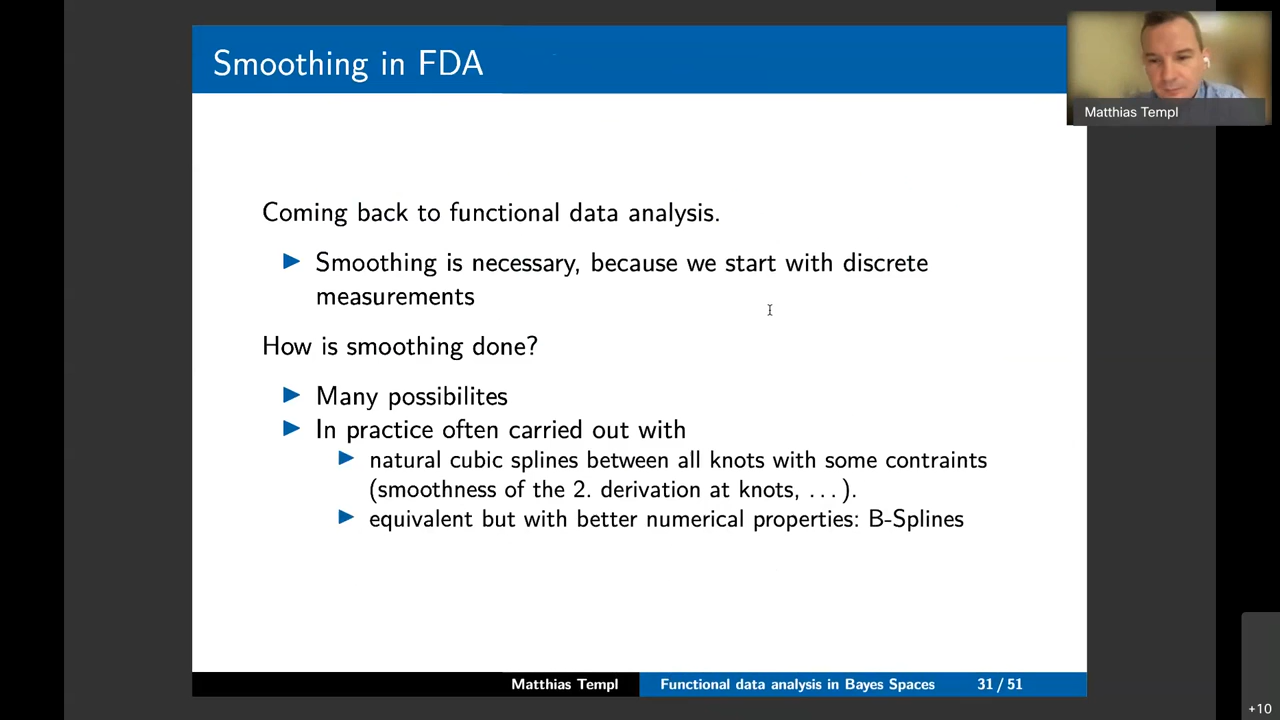 Smoothing in FDA
Matthias Templ
Coming back to functional data analysis.
Smoothing is necessary, because we start with discrete
measurements
How is smoothing done?
Many possibilites
In practice often carried out with
natural cubic splines between all knots with some contraints
(smoothness of the 2. derivation at knots, ...).
equivalent but with better numerical properties: B-Splines
Matthias Templ
Functional data analysis in Bayes Spaces
31 / 51
+10